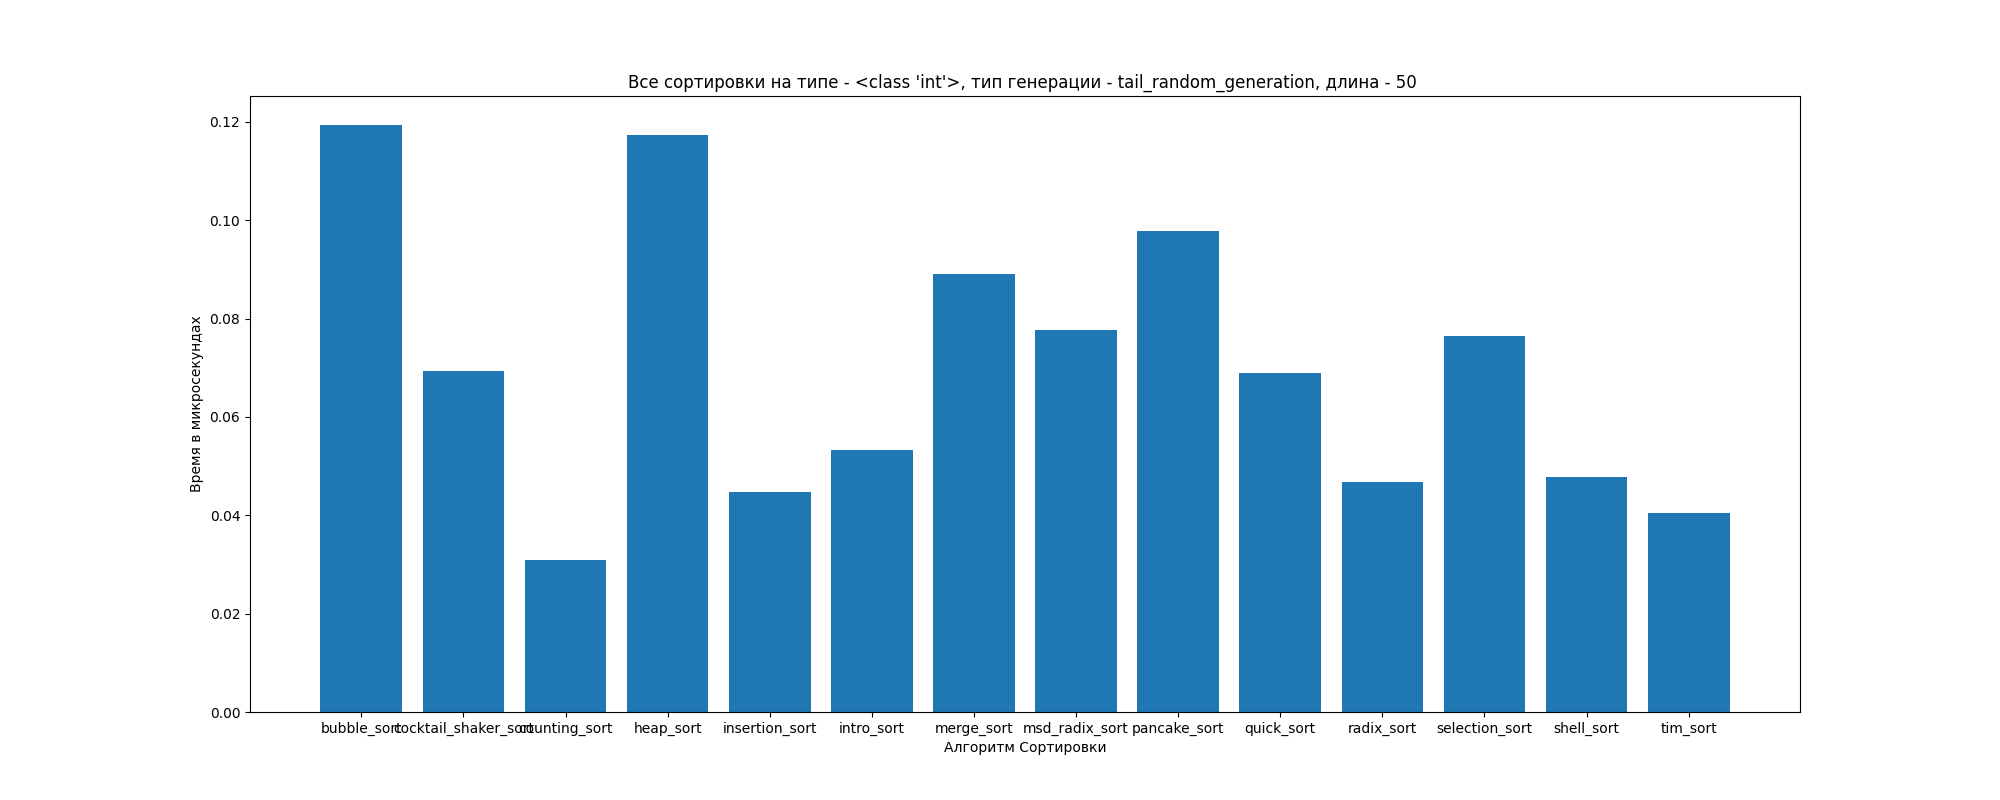 Все сортировки на типе - <class 'int'>, тип генерации - tail_random_generation, длина - 50
Время в микросекундах
0.12
0.10
0.08
0.06
0.04
0.02
0.00
bubble_sort cocktail_shaker_sort counting_sort heap_sort insertion_sort intro_sort merge_sort msd_radix_sort pancake_sort quick_sort radix_sort selection_sort shell_sort tim_sort
Алгоритм Сортировки